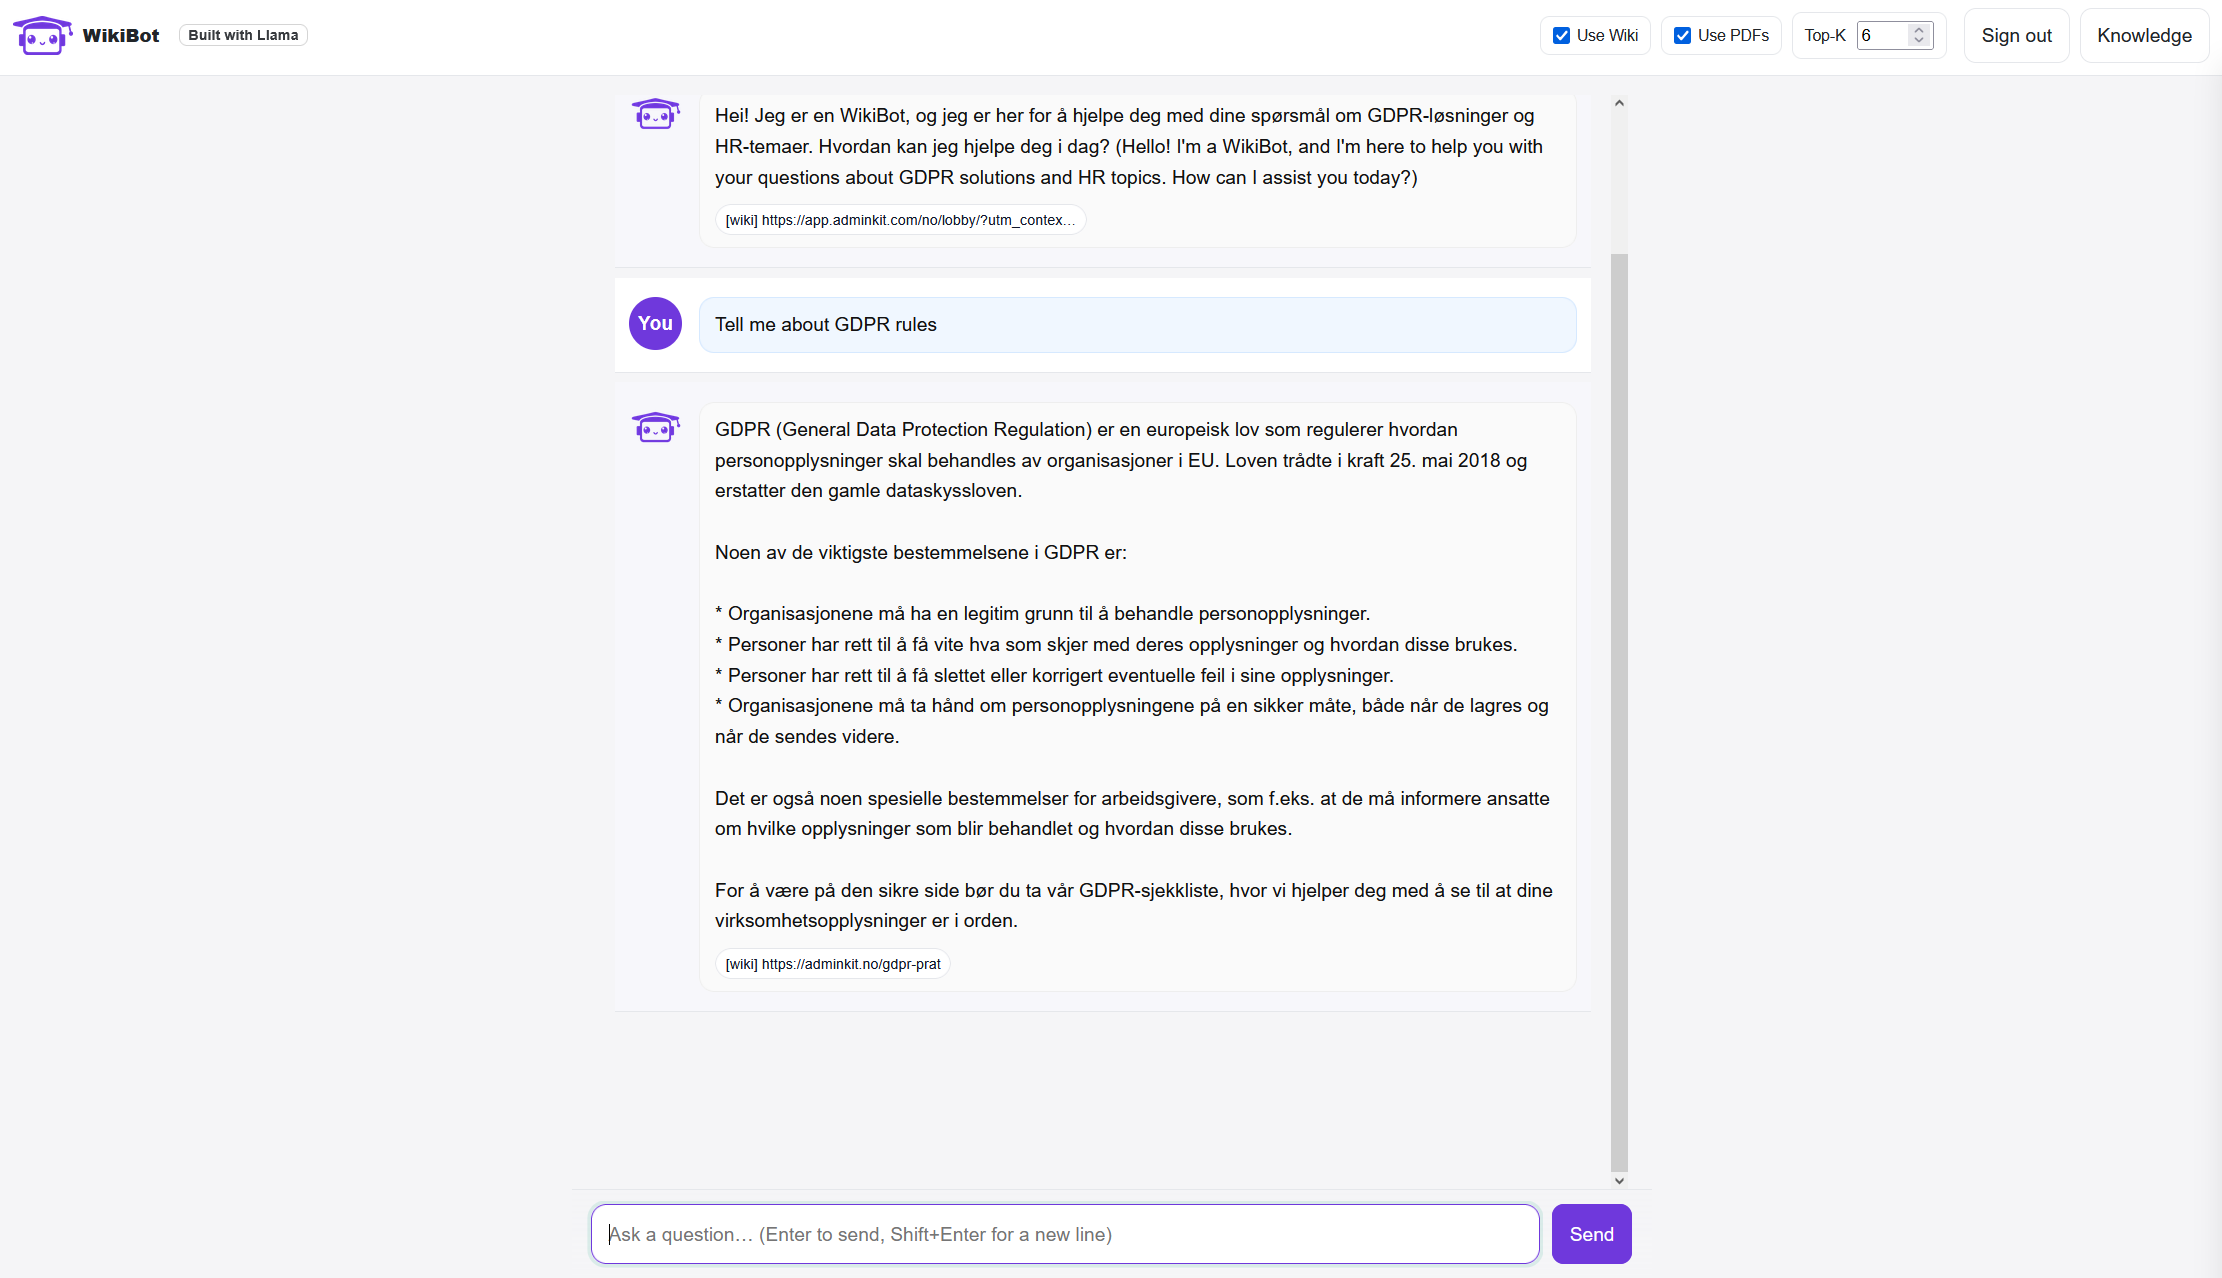 WikiBot Built with Llama Use Wiki Use PDFs Top-K 6 Sign out Knowledge
Hei! Jeg er en WikiBot, og jeg er her for å hjelpe deg med dine spørsmål om GDPR-løsninger og
HR-temaer. Hvordan kan jeg hjelpe deg i dag? (Hello! I'm a WikiBot, and I'm here to help you with
your questions about GDPR solutions and HR topics. How can I assist you today?)
[wiki] https://app.adminkit.com/no/lobby/?utm_contex…
You Tell me about GDPR rules
GDPR (General Data Protection Regulation) er en europeisk lov som regulerer hvordan
personopplysninger skal behandles av organisasjoner i EU. Loven trådte i kraft 25. mai 2018 og
erstatter den gamle dataskyssloven.
Noen av de viktigste bestemmelsene i GDPR er:
* Organisasjonene må ha en legitim grunn til å behandle personopplysninger.
* Personer har rett til å få vite hva som skjer med deres opplysninger og hvordan disse brukes.
* Personer har rett til å få slettet eller korrigert eventuelle feil i sine opplysninger.
* Organisasjonene må ta hånd om personopplysningene på en sikker måte, både når de lagres og
når de sendes videre.
Det er også noen spesielle bestemmelser for arbeidsgivere, som f.eks. at de må informere ansatte
om hvilke opplysninger som blir behandlet og hvordan disse brukes.
For å være på den sikre side bør du ta vår GDPR-sjekkliste, hvor vi hjelper deg med å se til at dine
virksomhetsopplysninger er i orden.
[wiki] https://adminkit.no/gdpr-prat
Ask a question… (Enter to send, Shift+Enter for a new line) Send